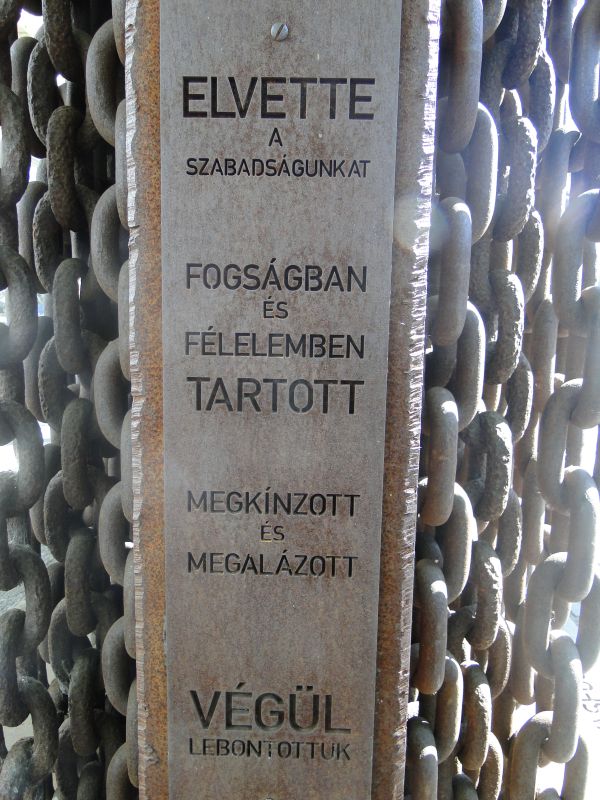 ELVETTE
A
SZABADSÁGUNKAT
FOGSÁGBAN
ÉS
FÉLELEMBEN
TARTOTT
MEGKÍNZOTT
ÉS
MEGALÁZOTT
VÉGÜL
LEBONTOTTUK